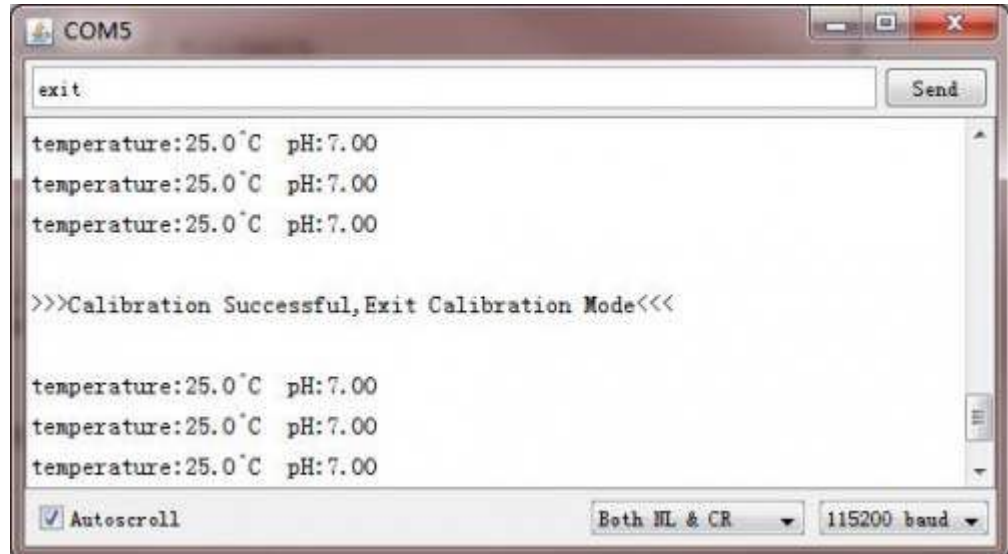 COM5
exit
Send
temperature:25.0^C pH:7.00
temperature:25.0^C pH:7.00
temperature:25.0^C pH:7.00
>>>Calibration Successful,Exit Calibration Mode<<<
temperature:25.0^C pH:7.00
temperature:25.0^C pH:7.00
temperature:25.0^C pH:7.00
Autoscroll
Both NL & CR
115200 baud